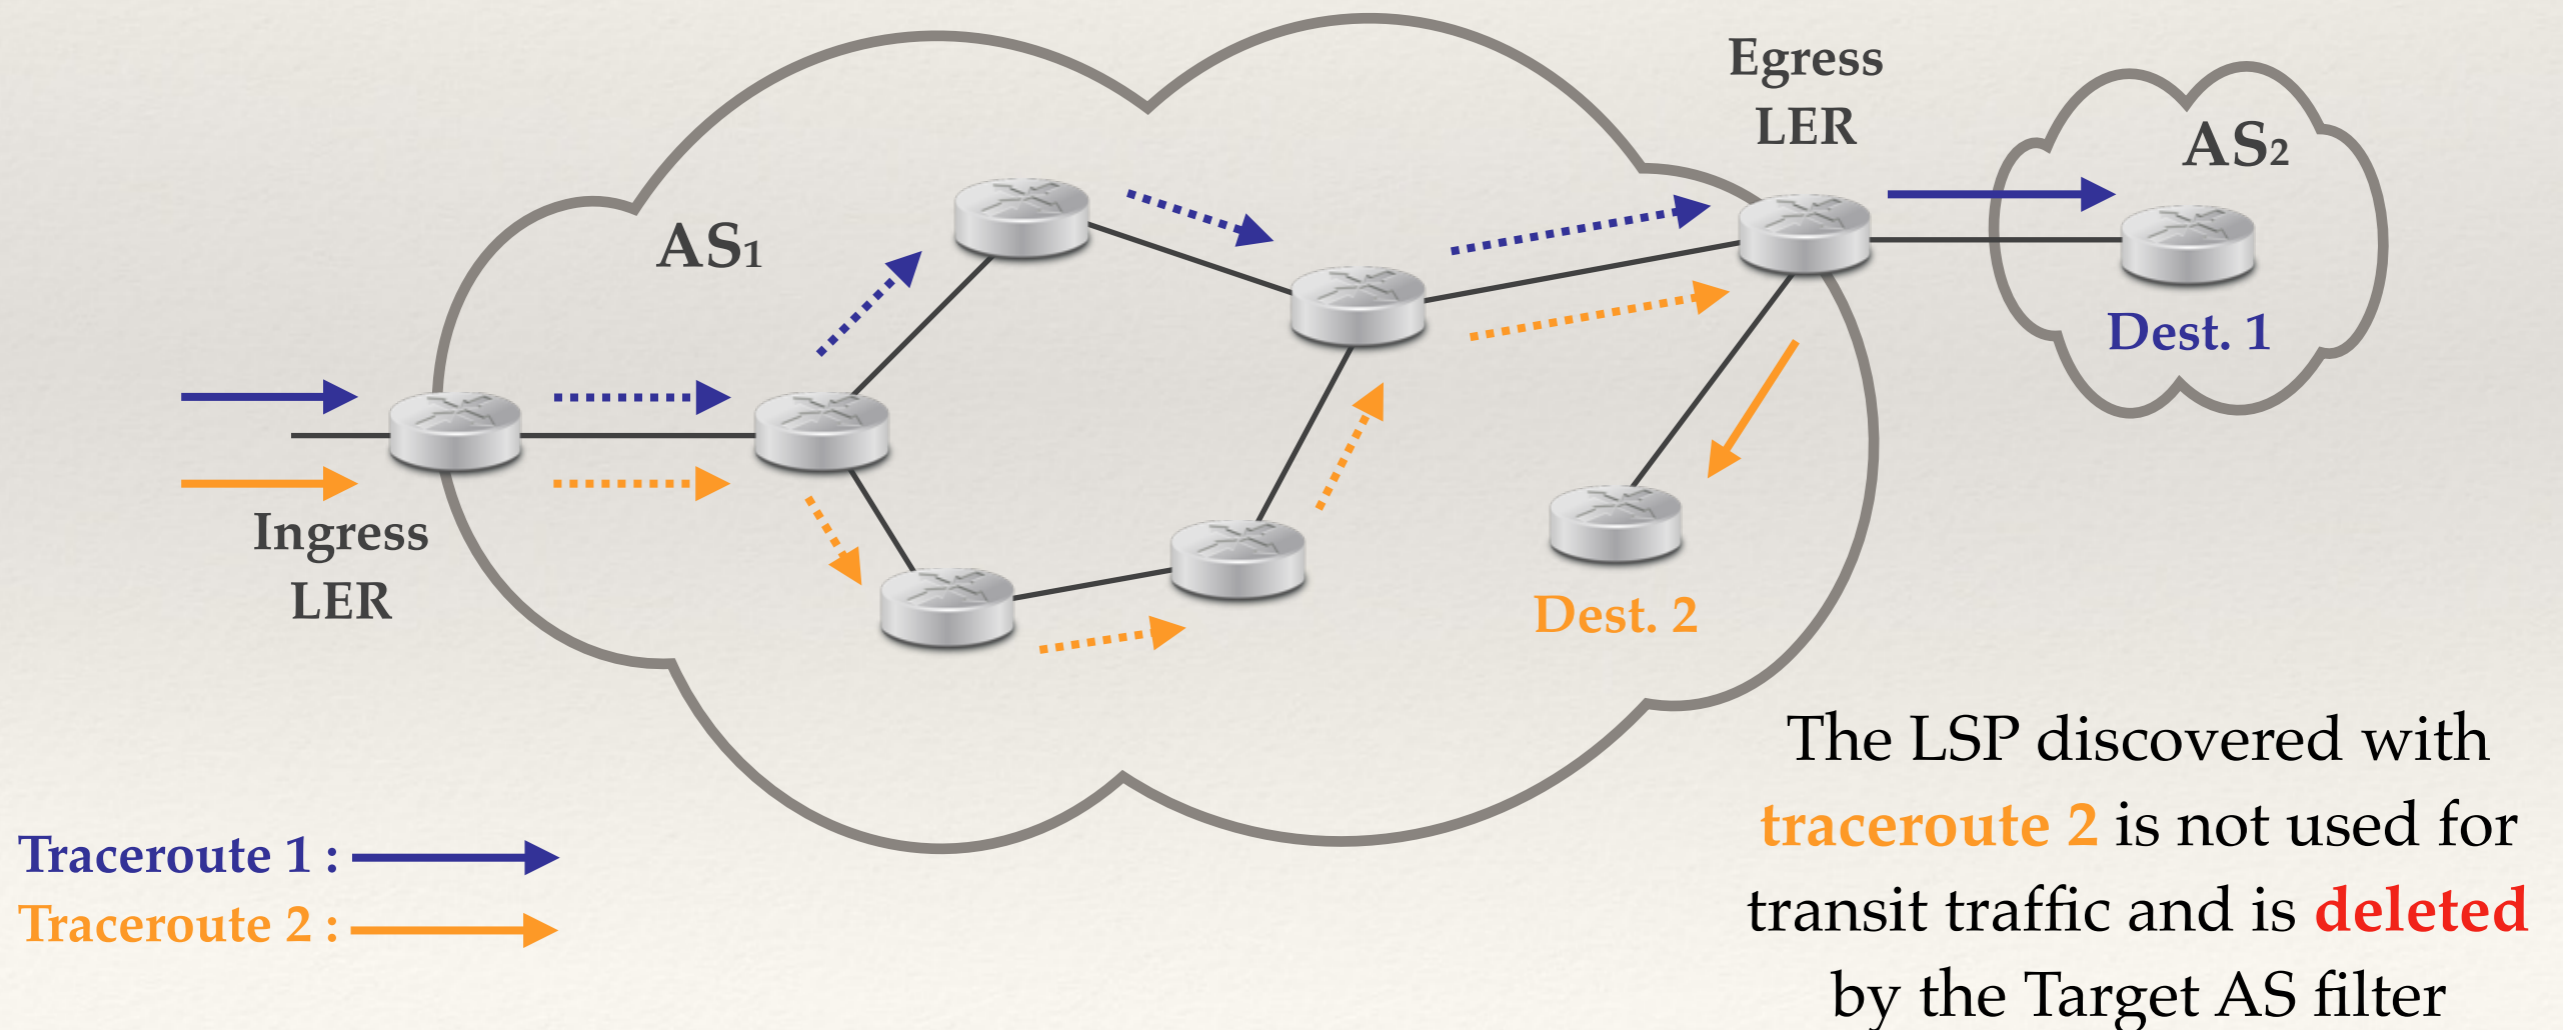 Egress
LER
AS2
AS1
Dest. 1
Ingress
LER
Dest. 2
The LSP discovered with
traceroute 2 is not used for
transit traffic and is deleted
by the Target AS filter
Traceroute 1 :
Traceroute 2 :